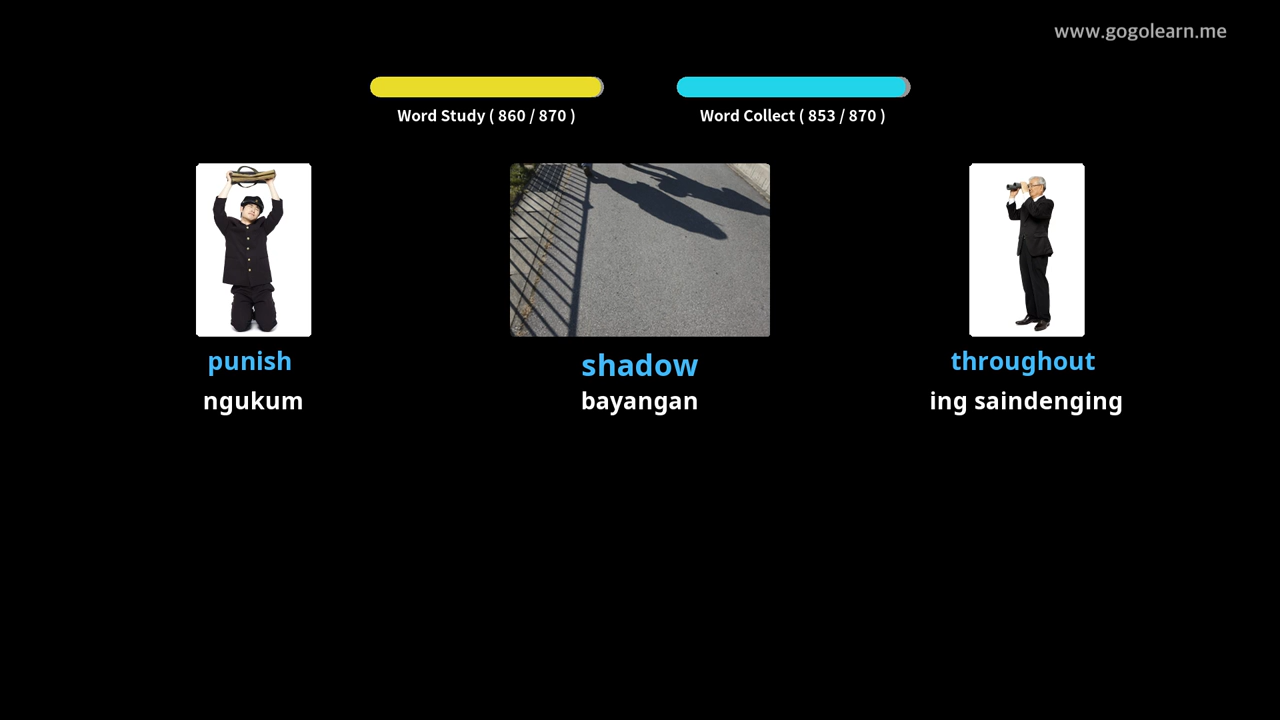 www.gogolearn.me
Word Study ( 860 / 870 )
Word Collect ( 853 / 870 )
punish
shadow
throughout
ngukum
bayangan
ing saindenging